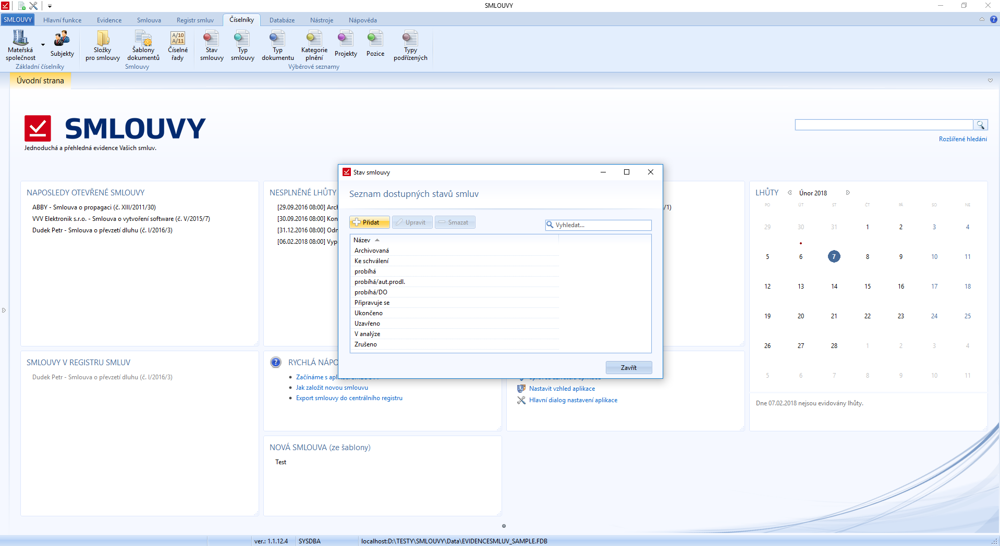 SMLOUVY
SMLOUVY Hlavní funkce Evidence Smlouva Registr smluv Číselníky Databáze Nástroje Nápověda
Mateřská společnost
Subjekty
Základní číselníky
Složky pro smlouvy
Šablony dokumentů
A/10
A/11
Číselné řady
Smlouvy
Stav smlouvy
Typ smlouvy
Typ dokumentu
Kategorie plnění
Projekty
Pozice
Typy podřízených
Výběrové seznamy
Úvodní strana
SMLOUVY
Jednoduchá a přehledná evidence Vašich smluv.
Rozšířené hledání
NAPOSLEDY OTEVŘENÉ SMLOUVY
ABBY - Smlouva o propagaci (č. XIII/2011/30)
VVV Elektronik s.r.o. - Smlouva o vytvoření software (č. V/2015/7)
Dudek Petr - Smlouva o převzetí dluhu (č. I/2016/3)
NESPLNĚNÉ LHŮTY
[29.09.2016 08:00]
/1)
[30.09.2016 08:00]
[31.12.2016 08:00]
[06.02.2018 08:00]
Stav smlouvy
Seznam dostupných stavů smluv
Přidat Upravit Smazat
Vyhledat...
Název
Archivovaná
Ke schválení
probíhá
probíhá/aut.prodl.
probíhá/DO
Připravuje se
Ukončeno
Uzavřeno
V analýze
Zrušeno
Zavřít
LHŮTY Únor 2018
PO ÚT ST ČT PÁ SO NE
29 30 31 1 2 3 4
5 6 7 8 9 10 11
12 13 14 15 16 17 18
19 20 21 22 23 24 25
26 27 28 1 2 3 4
5 6 7 8 9 10 11
Dne 07.02.2018 nejsou evidovány lhůty.
SMLOUVY V REGISTRU SMLUV
Dudek Petr - Smlouva o převzetí dluhu (č. I/2016/3)
RYCHLÁ
Začínáme s
Jak založit novou smlouvu
Export smlouvy do centrálního registru
Nastavit vzhled aplikace
Hlavní dialog nastavení aplikace
NOVÁ SMLOUVA (ze šablony)
Test
ver.: 1.1.12.4 SYSDBA localhost:D:\TESTY\SMLOUVY\Data\EVIDENCESMLUV_SAMPLE.FDB